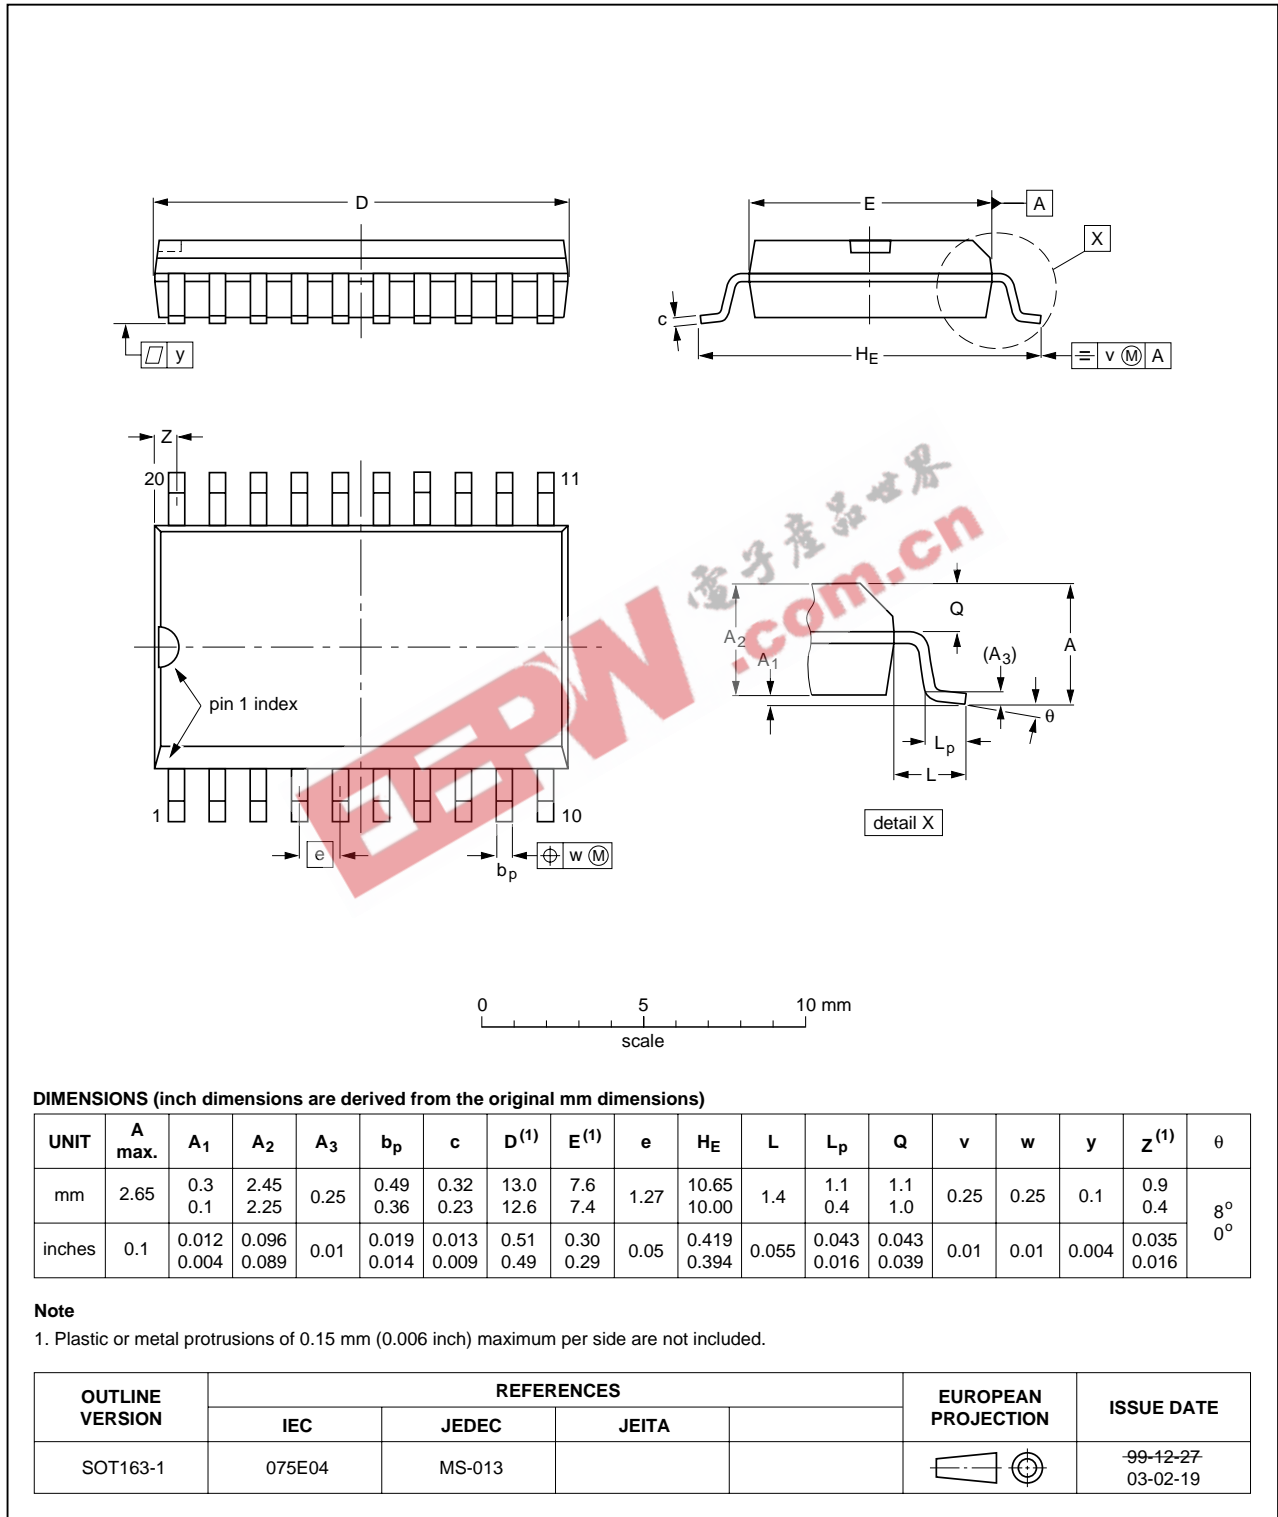 D
E
A
X
c
y
HE
v M A
Z
20
11
電子產品世界
.com.cn
EEPW
pin 1 index
A2
A1
Q
(A3)
A
θ
Lp
L
1
10
e
bp
w M
detail X
0 5 10 mm
scale
DIMENSIONS (inch dimensions are derived from the original mm dimensions)
UNIT A max. A1 A2 A3 bp c D(1) E(1) e HE L Lp Q v w y Z(1) θ
mm 2.65 0.3 0.1 2.45 2.25 0.25 0.49 0.36 0.32 0.23 13.0 12.6 7.6 7.4 1.27 10.65 10.00 1.4 1.1 0.4 1.1 1.0 0.25 0.25 0.1 0.9 0.4 8° 0°
inches 0.1 0.012 0.004 0.096 0.089 0.01 0.019 0.014 0.013 0.009 0.51 0.49 0.30 0.29 0.05 0.419 0.394 0.055 0.043 0.016 0.043 0.039 0.01 0.01 0.004 0.035 0.016
Note
1. Plastic or metal protrusions of 0.15 mm (0.006 inch) maximum per side are not included.
OUTLINE VERSION REFERENCES EUROPEAN PROJECTION ISSUE DATE
IEC JEDEC JEITA
SOT163-1 075E04 MS-013 99-12-27
03-02-19